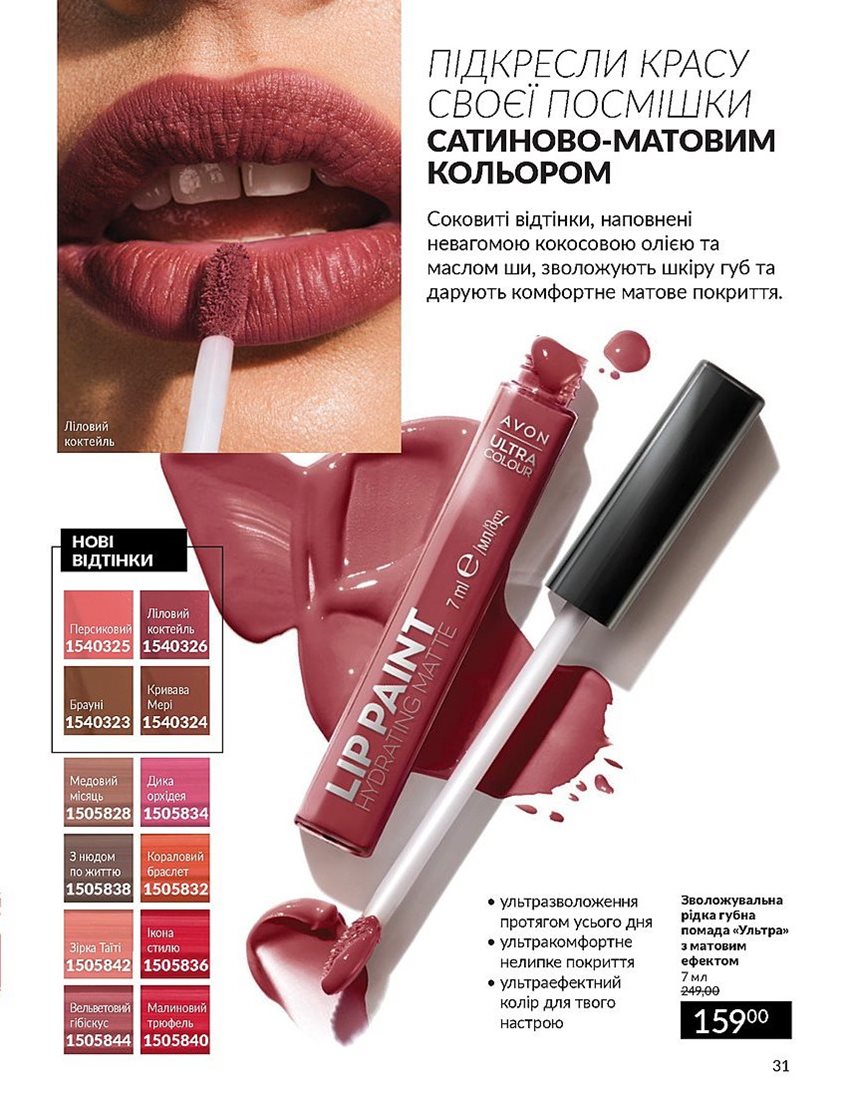 ПІДКРЕСЛИ КРАСУ
СВОЄЇ ПОСМІШКИ
САТИНОВО-МАТОВИМ
КОЛЬОРОМ
Соковиті відтінки, наповнені
невагомою кокосовою олією та
маслом ши, зволожують шкіру губ та
дарують комфортне матове покриття.
Ліловий
коктейль
AVON
ULTRA
COLOUR
7 ml e /мл/
LIP PAINT
HYDRATING MATTE
НОВІ
ВІДТІНКИ
Персиковий
1540325
Ліловий
коктейль
1540326
Брауні
1540323
Кривава
Мері
1540324
Медовий
місяць
1505828
Дика
орхідея
1505834
З нюдом
по життю
1505838
Кораловий
браслет
1505832
Зірка Таїті
1505842
Ікона
стилю
1505836
Вельветовий
гібіскус
1505844
Малиновий
трюфель
1505840
• ультразволоження
протягом усього дня
• ультракомфортне
нелипке покриття
• ультраефектний
колір для твого
настрою
Зволожувальна
рідка губна
помада «Ультра»
з матовим
ефектом
7 мл
249,00
159⁰⁰
31